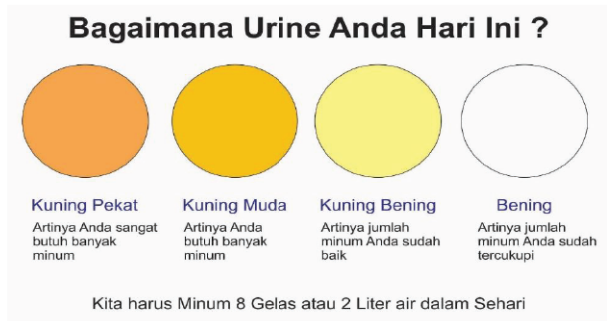 Bagaimana Urine Anda Hari Ini ?
Kuning Pekat
Artinya Anda sangat
butuh banyak
minum
Kuning Muda
Artinya Anda
butuh banyak
minum
Kuning Bening
Artinya jumlah
minum Anda sudah
baik
Bening
Artinya jumlah
minum Anda sudah
tercukupi
Kita harus Minum 8 Gelas atau 2 Liter air dalam Sehari